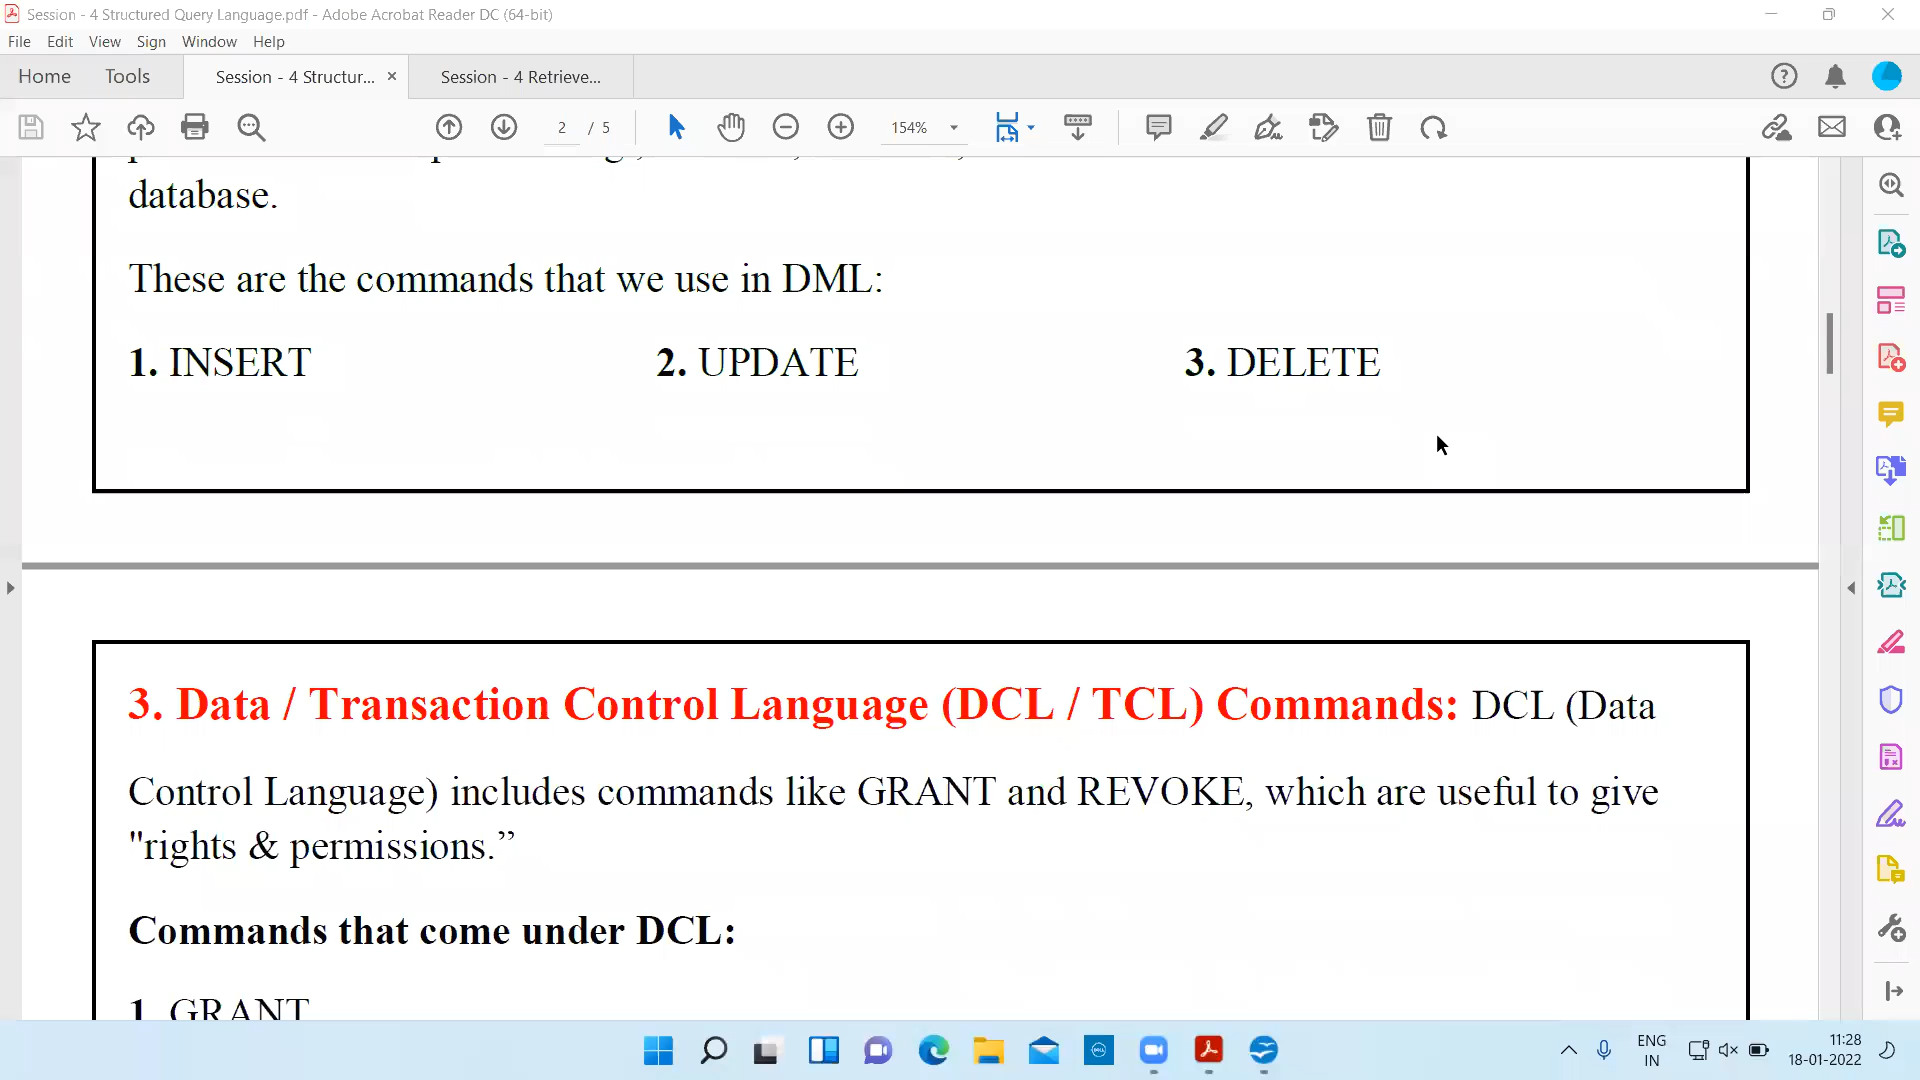 Session - 4 Structured Query Language.pdf - Adobe Acrobat Reader DC (64-bit)
File Edit View Sign Window Help
Home Tools Session - 4 Structur... × Session - 4 Retrieve...
2 / 5 154%
database.
These are the commands that we use in DML:
1. INSERT 2. UPDATE 3. DELETE
3. Data / Transaction Control Language (DCL / TCL) Commands: DCL (Data
Control Language) includes commands like GRANT and REVOKE, which are useful to give
"rights & permissions.”
Commands that come under DCL:
1. GRANT
ENG
IN
11:28
18-01-2022